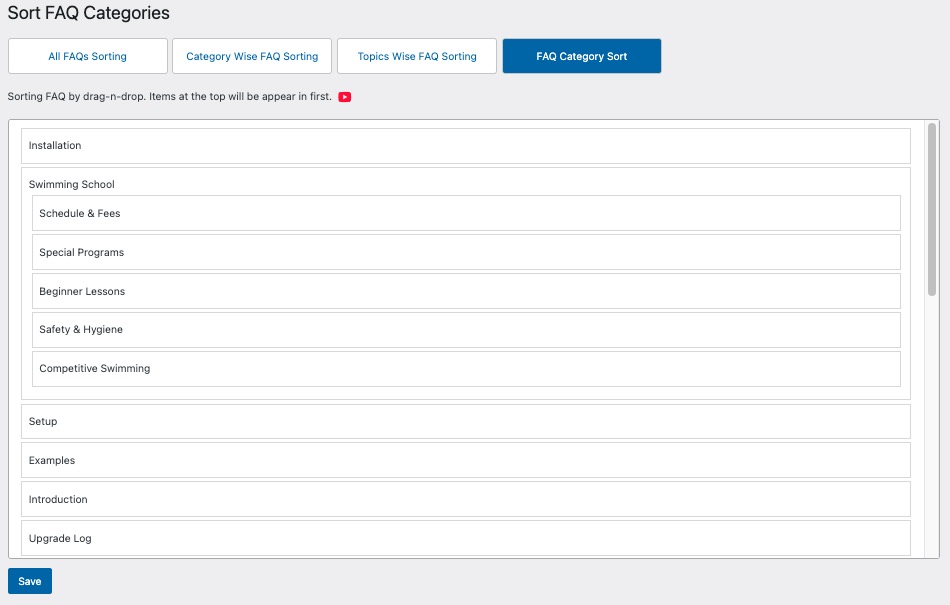 Sort FAQ Categories
All FAQs Sorting
Category Wise FAQ Sorting
Topics Wise FAQ Sorting
FAQ Category Sort
Sorting FAQ by drag-n-drop. Items at the top will be appear in first.
Installation
Swimming School
Schedule & Fees
Special Programs
Beginner Lessons
Safety & Hygiene
Competitive Swimming
Setup
Examples
Introduction
Upgrade Log
Save